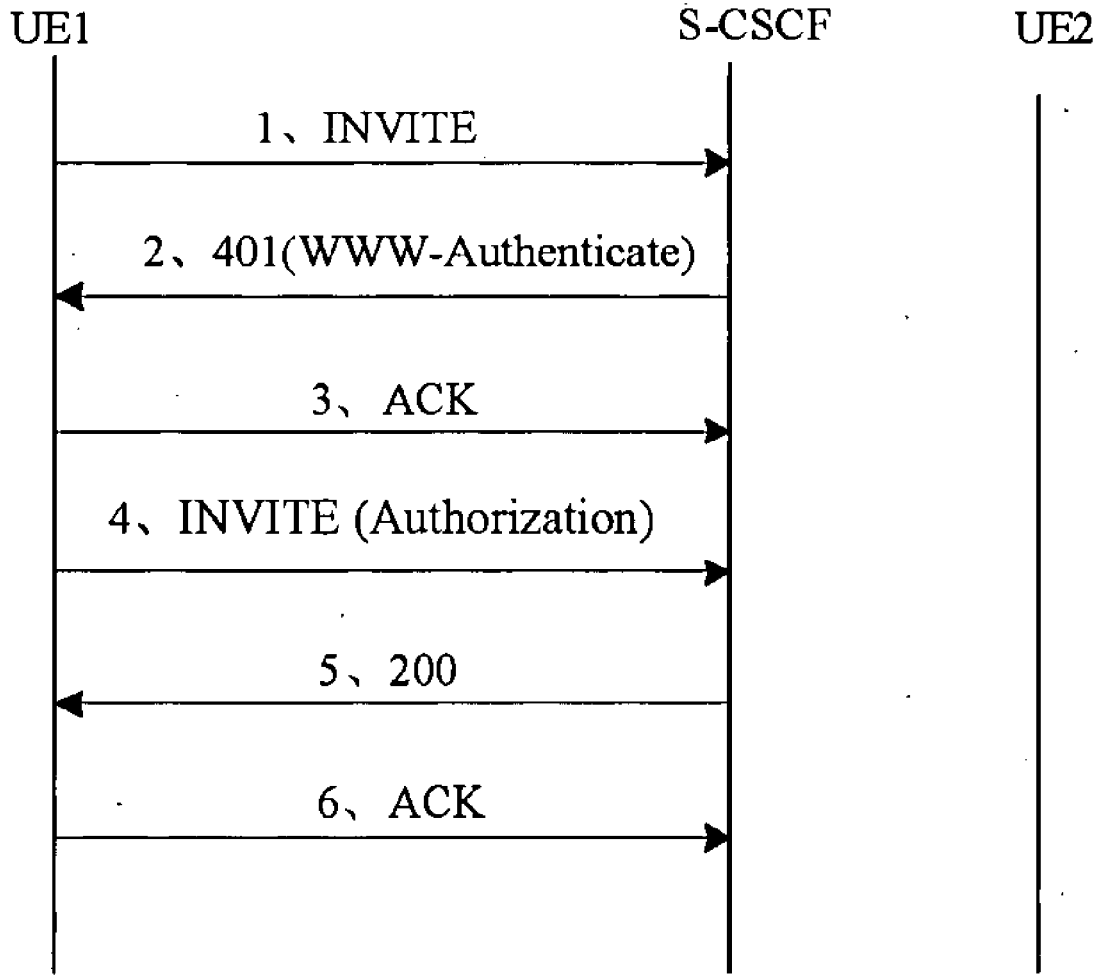 UE1 S-CSCF UE2
1、INVITE
2、401(WWW-Authenticate)
3、ACK
4、INVITE (Authorization)
5、200
6、ACK